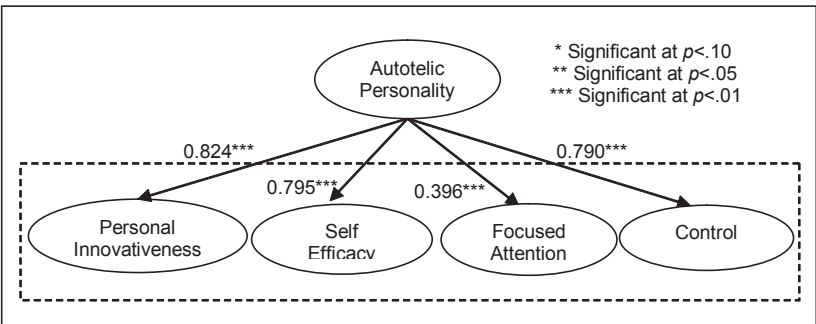 Autotelic
Personality
* Significant at p<.10
** Significant at p<.05
*** Significant at p<.01
0.824***
0.795***
0.396***
0.790***
Personal
Innovativeness
Self
Efficacy
Focused
Attention
Control